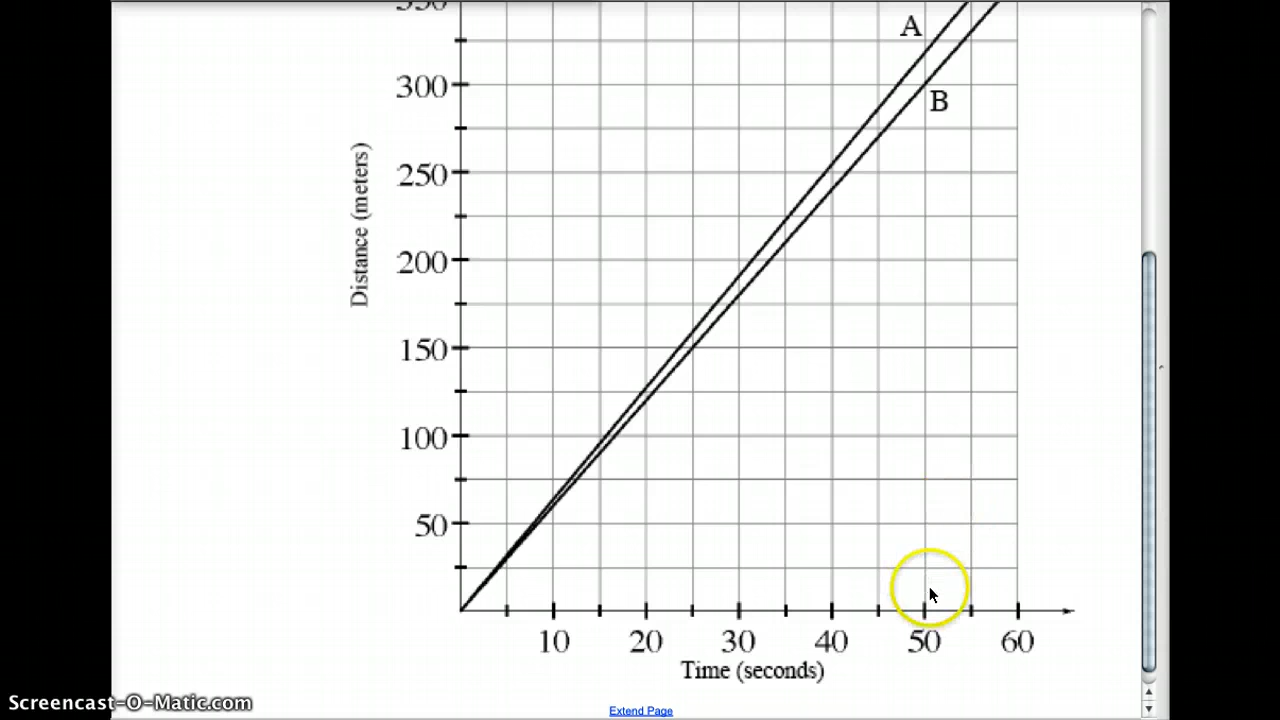 350
A
300
B
250
Distance (meters)
200
150
100
50
10 20 30 40 50 60
Time (seconds)
Screencast-O-Matic.com
Extend Page